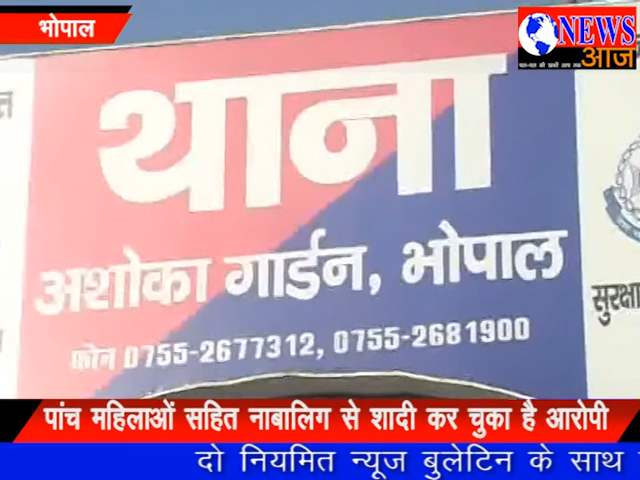 भोपाल
NEWS
आज
थाना
अशोका गार्डन, भोपाल
फोन 0755-2677312, 0755-2681900
सुरक्षा
पांच महिलाओं सहित नाबालिग से शादी कर चुका है आरोपी
दो नियमित न्यूज बुलेटिन के साथ